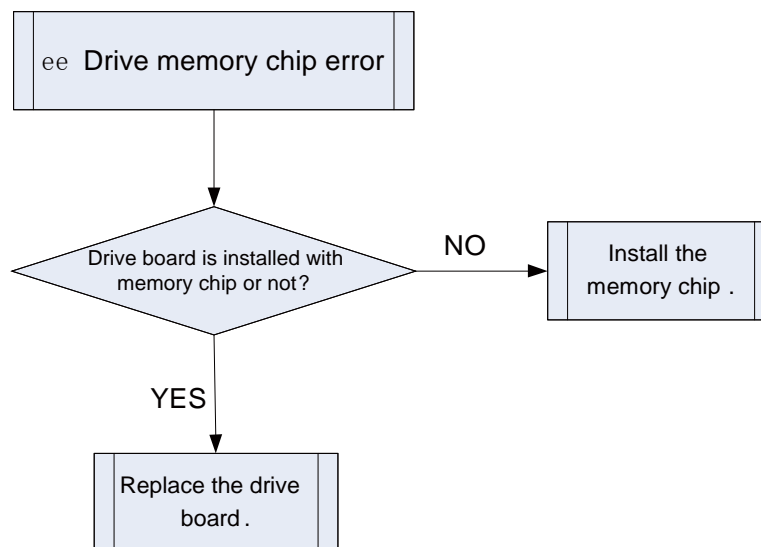 ee Drive memory chip error
Drive board is installed with
memory chip or not?
NO
Install the
memory chip .
YES
Replace the drive
board .